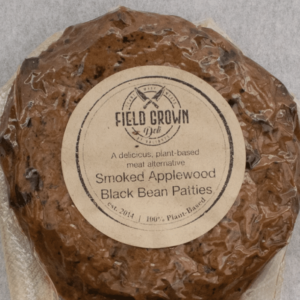 FIELD GROWN
Deli
A delicious, plant-based
meat alternative
Smoked Applewood
Black Bean Patties
est. 2014 | 100% Plant-Based